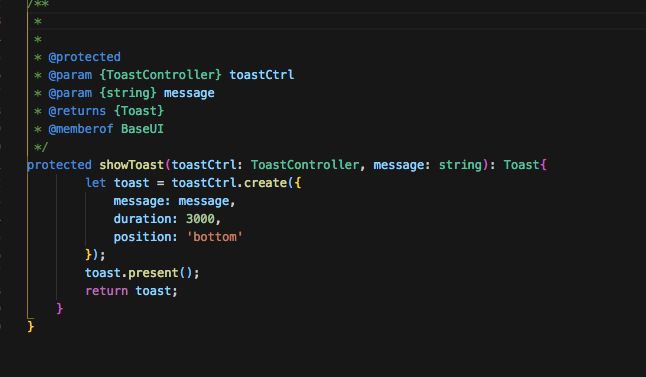 /**
*
*
* @protected
* @param {ToastController} toastCtrl
* @param {string} message
* @returns {Toast}
* @memberof BaseUI
*/
protected showToast(toastCtrl: ToastController, message: string): Toast{
let toast = toastCtrl.create({
message: message,
duration: 3000,
position: 'bottom'
});
toast.present();
return toast;
}
}